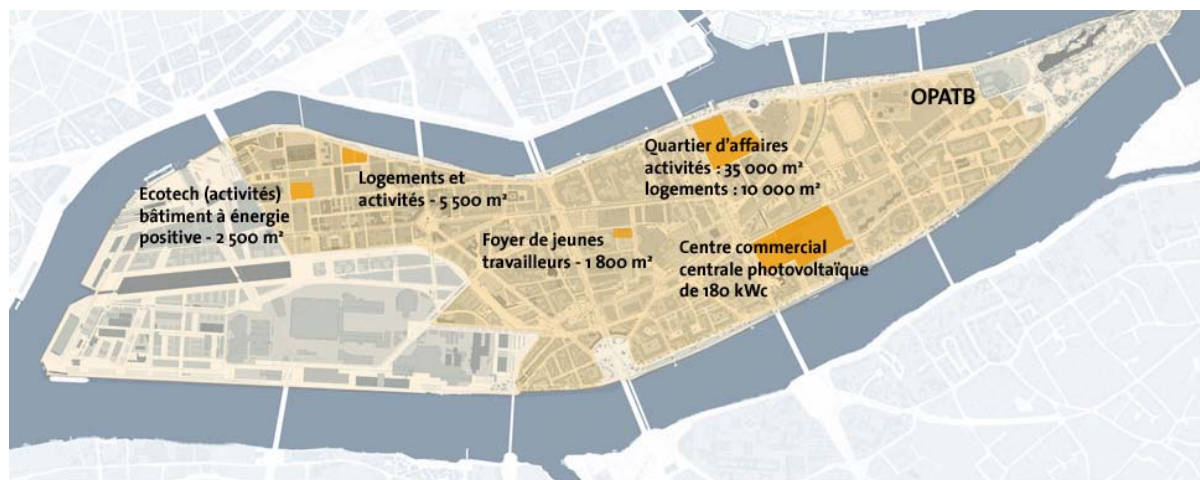 OPATB
Quartier d'affaires
activités : 35 000 m²
logements : 10 000 m²
Logements et
activités - 5 500 m²
Ecotech (activités)
bâtiment à énergie
positive - 2 500 m²
Foyer de jeunes
travailleurs - 1 800 m²
Centre commercial
centrale photovoltaïque
de 180 kWc